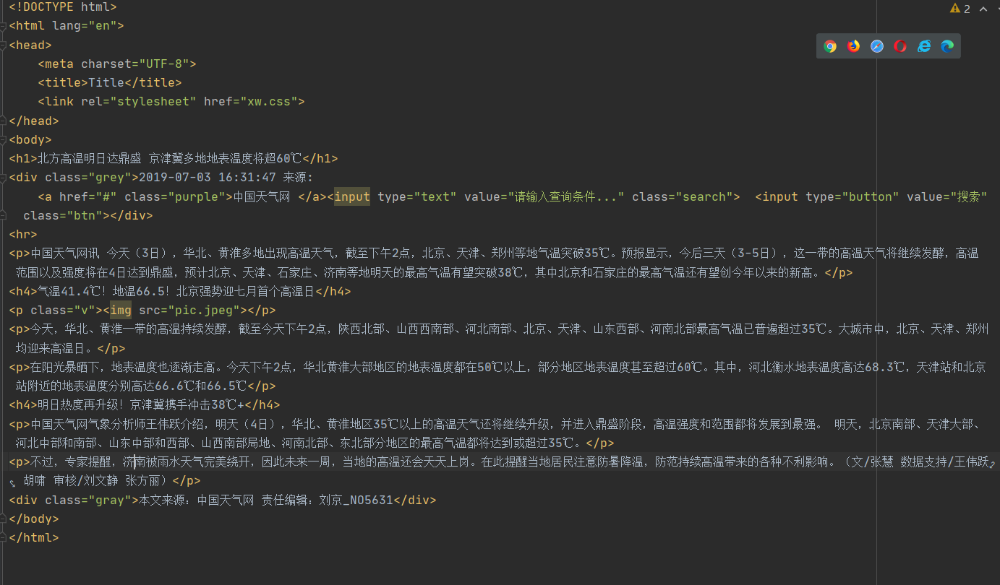 <!DOCTYPE html>
2
<html lang="en">
<head>
<meta charset="UTF-8">
<title>Title</title>
<link rel="stylesheet" href="xw.css">
</head>
<body>
<h1>北方高温明日达鼎盛 京津冀多地地表温度将超60℃</h1>
<div class="grey">2019-07-03 16:31:47 来源:
<a href="#" class="purple">中国天气网 </a><input type="text" value="请输入查询条件..." class="search">  <input type="button" value="搜索"
class="btn"></div>
<hr>
<p>中国天气网讯 今天（3日），华北、黄淮多地出现高温天气，截至下午2点，北京、天津、郑州等地气温突破35℃。预报显示，今后三天（3-5日），这一带的高温天气将继续发酵，高温
范围以及强度将在4日达到鼎盛，预计北京、天津、石家庄、济南等地明天的最高气温有望突破38℃，其中北京和石家庄的最高气温还有望创今年以来的新高。</p>
<h4>气温41.4℃！地温66.5！北京强势迎七月首个高温日</h4>
<p class="v"><img src="pic.jpeg"></p>
<p>今天，华北、黄淮一带的高温持续发酵，截至今天下午2点，陕西北部、山西西南部、河北南部、北京、天津、山东西部、河南北部最高气温已普遍超过35℃。大城市中，北京、天津、郑州
均迎来高温日。</p>
<p>在阳光暴晒下，地表温度也逐渐走高。今天下午2点，华北黄淮大部地区的地表温度都在50℃以上，部分地区地表温度甚至超过60℃。其中，河北衡水地表温度高达68.3℃，天津站和北京
站附近的地表温度分别高达66.6℃和66.5℃</p>
<h4>明日热度再升级！京津冀携手冲击38℃+</h4>
<p>中国天气网气象分析师王伟跃介绍，明天（4日），华北、黄淮地区35℃以上的高温天气还将继续升级，并进入鼎盛阶段，高温强度和范围都将发展到最强。 明天，北京南部、天津大部、
河北中部和南部、山东中部和西部、山西南部局地、河南北部、东北部分地区的最高气温都将达到或超过35℃。</p>
<p>不过，专家提醒，济南被雨水天气完美绕开，因此未来一周，当地的高温还会天天上岗。在此提醒当地居民注意防暑降温，防范持续高温带来的各种不利影响。（文/张慧 数据支持/王伟跃
胡啸 审核/刘文静 张方丽）</p>
<div class="gray">本文来源：中国天气网 责任编辑：刘京_NO5631</div>
</body>
</html>